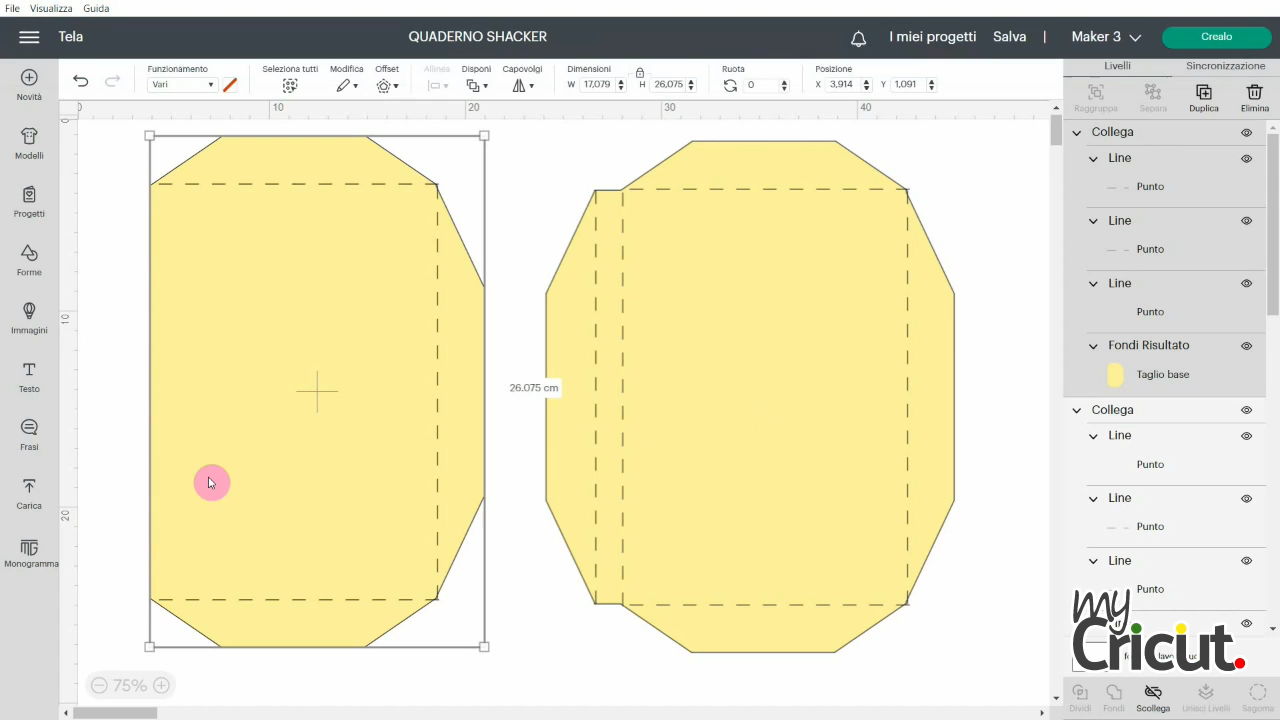 File Visualizza Guida
Tela
QUADERNO SHACKER
I miei progetti
Salva
|
Maker 3
Crealo
Novità
Modelli
Progetti
Forme
Immagini
Testo
Frasi
Carica
Monogramma
Funzionamento
Vari
Seleziona tutti
Modifica
Offset
Allinea
Disponi
Capovolgi
Dimensioni
W 17,079
H 26,075
Ruota
0
Posizione
X 3,914
Y 1,091
0 10 20 30 40
0
10
20
26.075 cm
75%
Livelli
Sincronizzazione
Raggruppa
Separa
Duplica
Elimina
Collega
Line
Punto
Line
Punto
Line
Punto
Fondi Risultato
Taglio base
Collega
Line
Punto
Line
Punto
Line
Punto
my
Cricut.
Dividi
Fondi
Scollega
Unisci Livelli
Sagoma